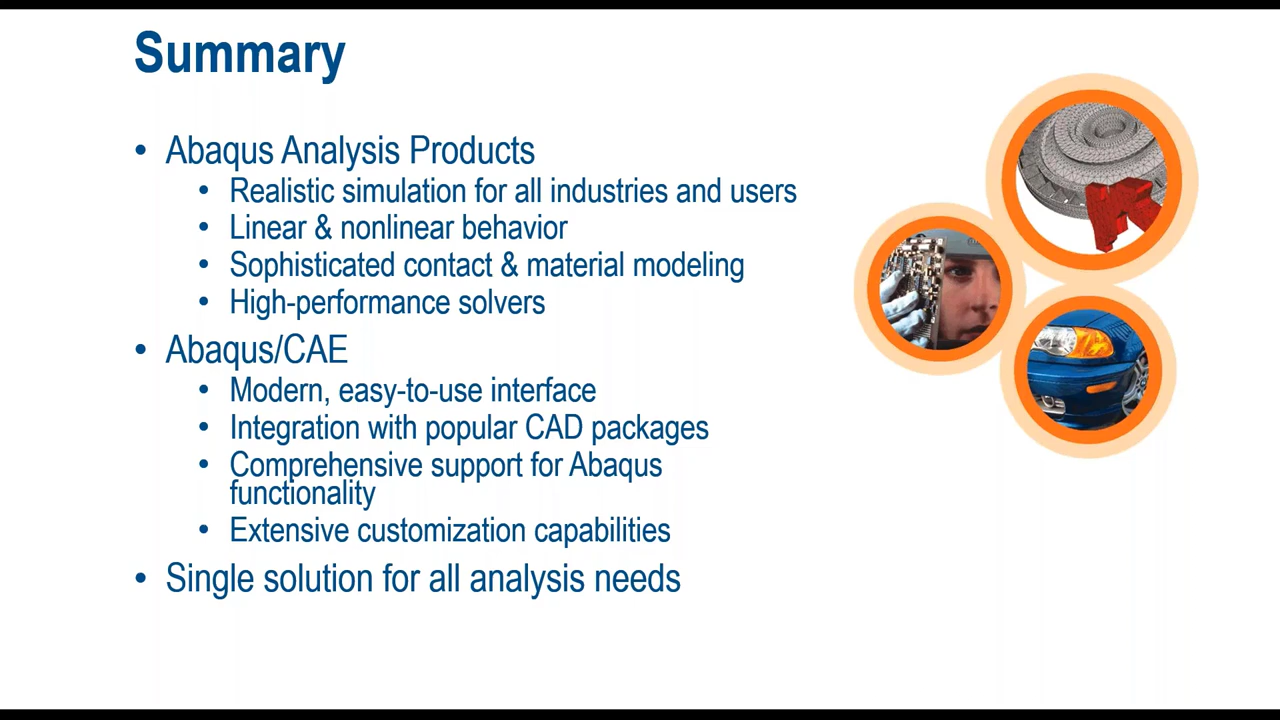 Summary
• Abaqus Analysis Products
• Realistic simulation for all industries and users
• Linear & nonlinear behavior
• Sophisticated contact & material modeling
• High-performance solvers
• Abaqus/CAE
• Modern, easy-to-use interface
• Integration with popular CAD packages
• Comprehensive support for Abaqus
functionality
• Extensive customization capabilities
• Single solution for all analysis needs